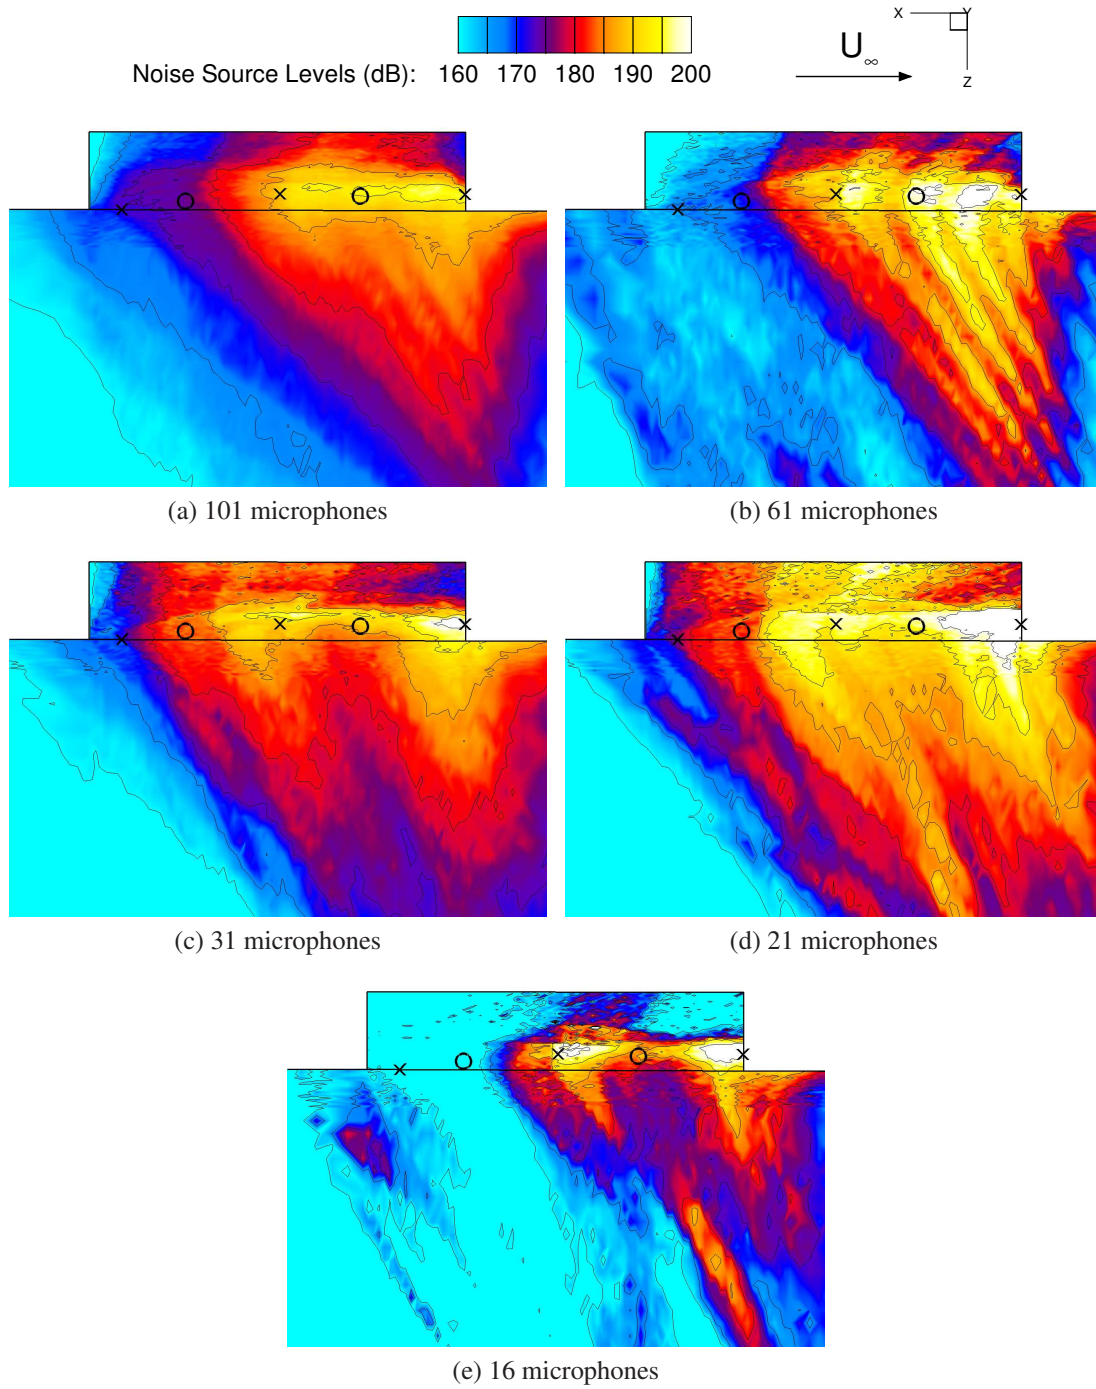 X Y
Z
U∞
Noise Source Levels (dB): 160 170 180 190 200
(a) 101 microphones
(b) 61 microphones
(c) 31 microphones
(d) 21 microphones
(e) 16 microphones